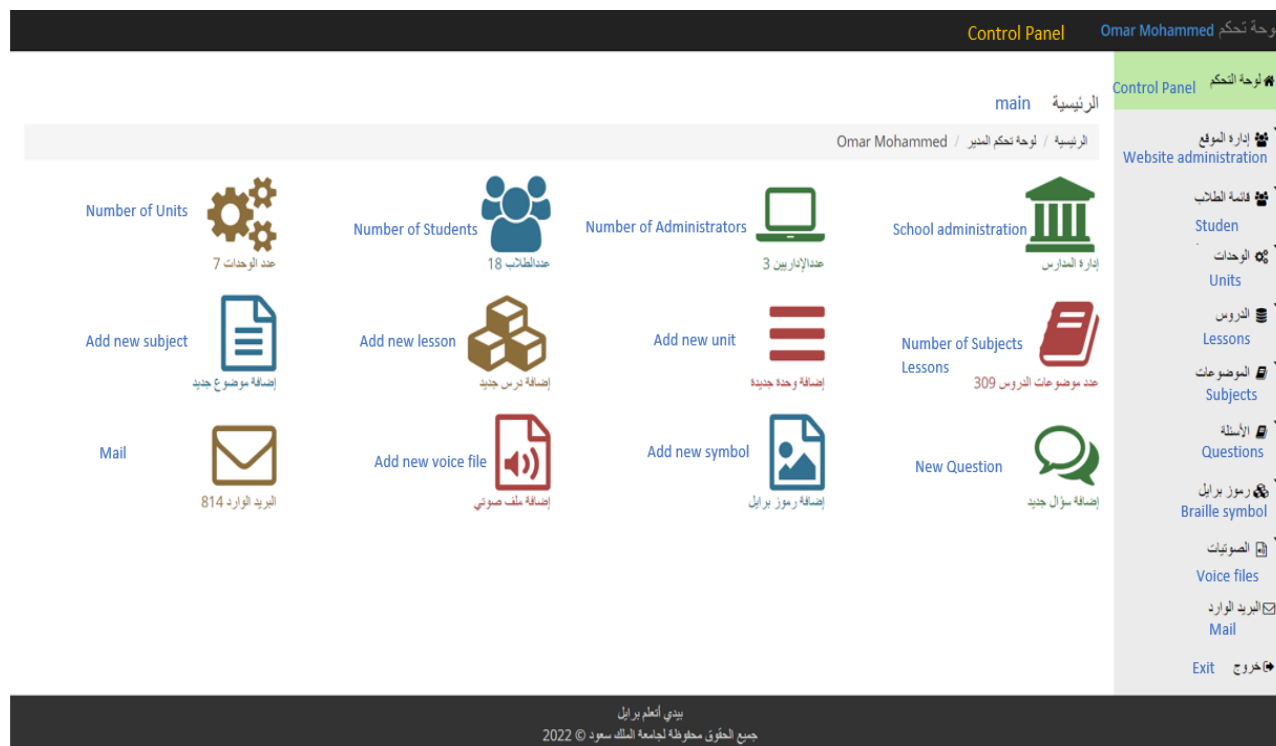 وحة تحكم Omar Mohammed Control Panel
لوحة التحكم
Control Panel
إدارة الموقع
Website administration
قائمة الطلاب
Studen
الوحدات
Units
الدروس
Lessons
الموضوعات
Subjects
الأسئلة
Questions
رموز برايل
Braille symbol
الصوتيات
Voice files
البريد الوارد
Mail
خروج Exit
الرئيسية main
الرئيسية / لوحة تحكم المدير / Omar Mohammed
School administration
إدارة المدارس
Number of Administrators
عددالإداريين 3
Number of Students
عددالطلاب 18
Number of Units
عدد الوحدات 7
Number of Subjects
Lessons
عدد موضوعات الدروس 309
Add new unit
إضافة وحدة جديدة
Add new lesson
إضافة درس جديد
Add new subject
إضافة موضوع جديد
New Question
إضافة سؤال جديد
Add new symbol
إضافة رموز برايل
Add new voice file
إضافة ملف صوتي
Mail
البريد الوارد 814
بيدي أتعلم برايل
جميع الحقوق محفوظة لجامعة الملك سعود © 2022